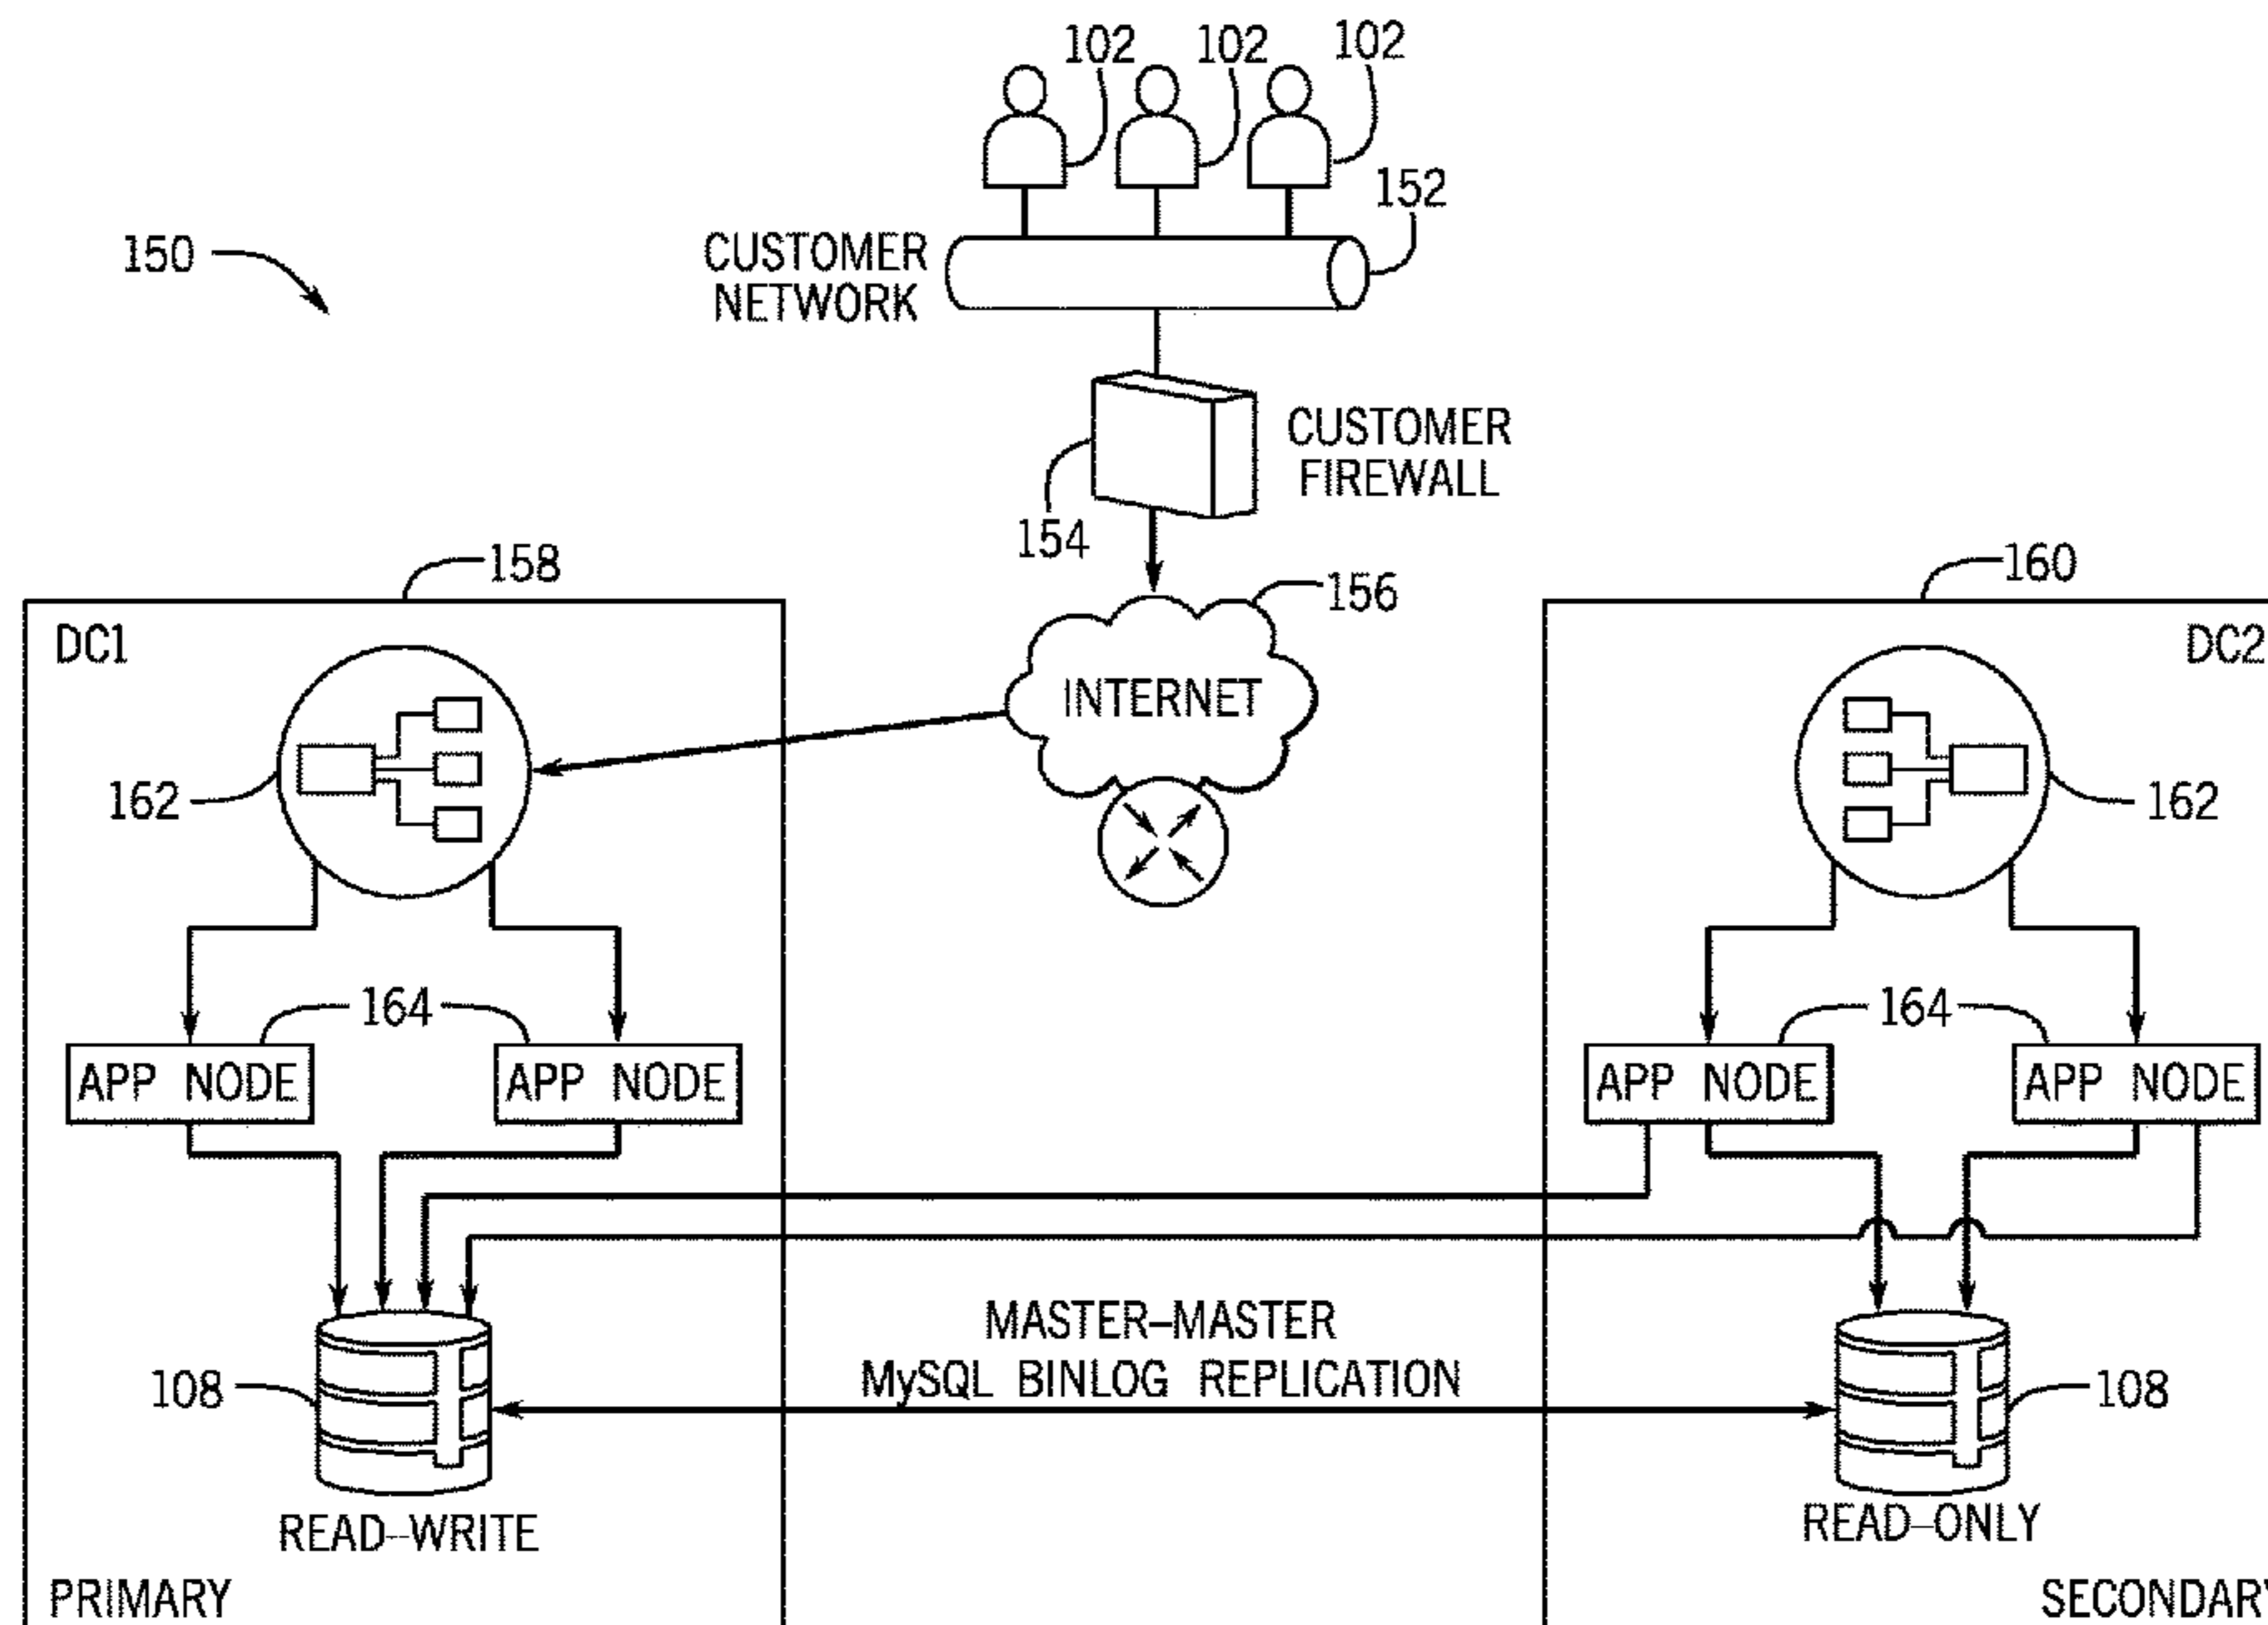 102
102
102
152
150
CUSTOMER
NETWORK
CUSTOMER
FIREWALL
154
158
156
160
DC1
DC2
INTERNET
162
162
164
164
APP NODE
APP NODE
APP NODE
APP NODE
MASTER–MASTER
MySQL BINLOG REPLICATION
108
108
READ–WRITE
READ–ONLY
PRIMARY
SECONDARY